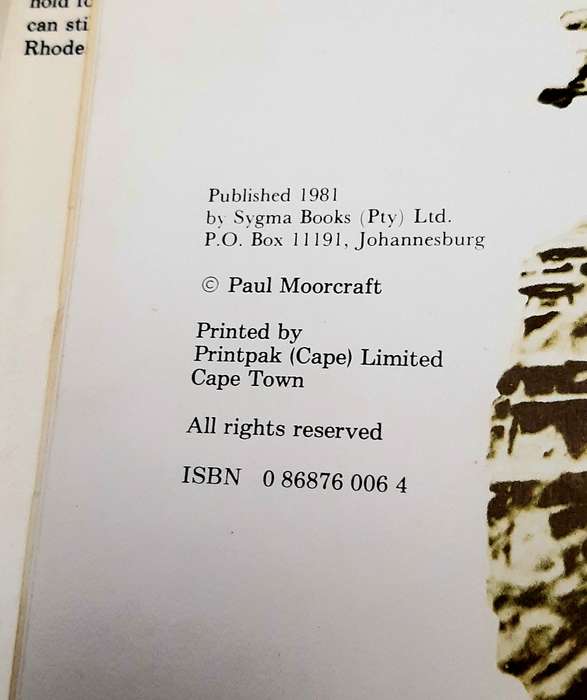 can sti
Rhode
Published 1981
by Sygma Books (Pty) Ltd.
P.O. Box 11191, Johannesburg
© Paul Moorcraft
Printed by
Printpak (Cape) Limited
Cape Town
All rights reserved
ISBN 0 86876 006 4